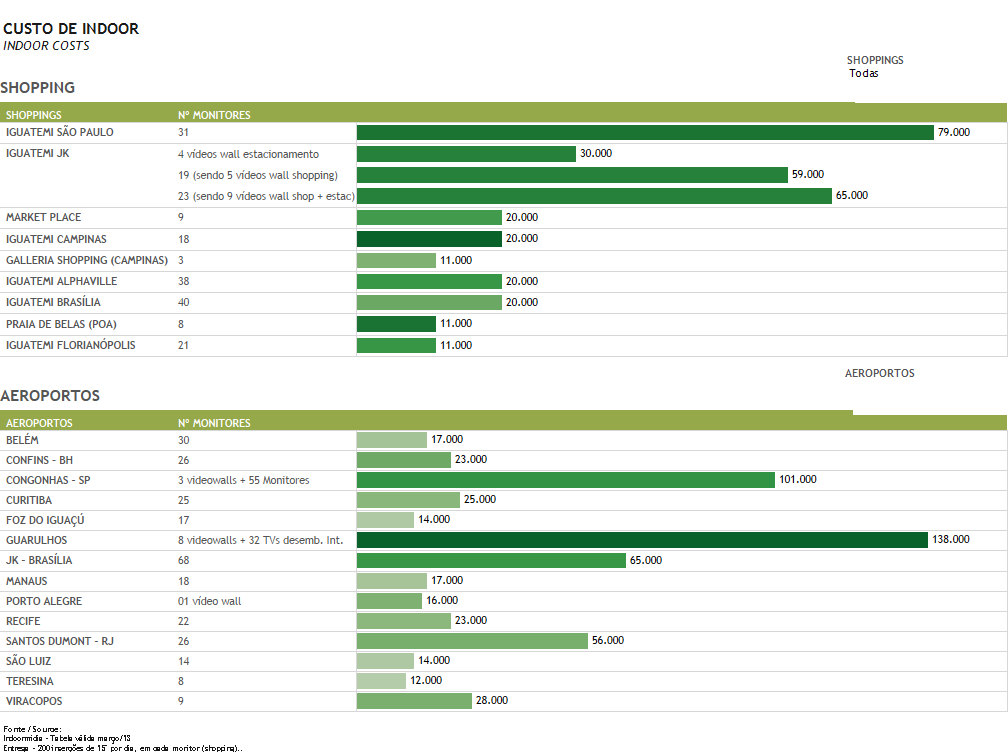 CUSTO DE INDOOR
INDOOR COSTS
SHOPPINGS
Todas
SHOPPING
SHOPPINGS Nº MONITORES
IGUATEMI SÃO PAULO 31 79.000
IGUATEMI JK 4 vídeos wall estacionamento 30.000
19 (sendo 5 vídeos wall shopping) 59.000
23 (sendo 9 vídeos wall shop + estac) 65.000
MARKET PLACE 9 20.000
IGUATEMI CAMPINAS 18 20.000
GALLERIA SHOPPING (CAMPINAS) 3 11.000
IGUATEMI ALPHAVILLE 38 20.000
IGUATEMI BRASÍLIA 40 20.000
PRAIA DE BELAS (POA) 8 11.000
IGUATEMI FLORIANÓPOLIS 21 11.000
AEROPORTOS
AEROPORTOS
AEROPORTOS Nº MONITORES
BELÉM 30 17.000
CONFINS - BH 26 23.000
CONGONHAS - SP 3 videowalls + 55 Monitores 101.000
CURITIBA 25 25.000
FOZ DO IGUAÇÚ 17 14.000
GUARULHOS 8 videowalls + 32 TVs desemb. Int. 138.000
JK - BRASÍLIA 68 65.000
MANAUS 18 17.000
PORTO ALEGRE 01 vídeo wall 16.000
RECIFE 22 23.000
SANTOS DUMONT - RJ 26 56.000
SÃO LUIZ 14 14.000
TERESINA 8 12.000
VIRACOPOS 9 28.000
Fonte / Source:
Indoormídia - Tabela válida março/13
Entrega - 200 inserções de 15" por dia, em cada monitor (shopping)..